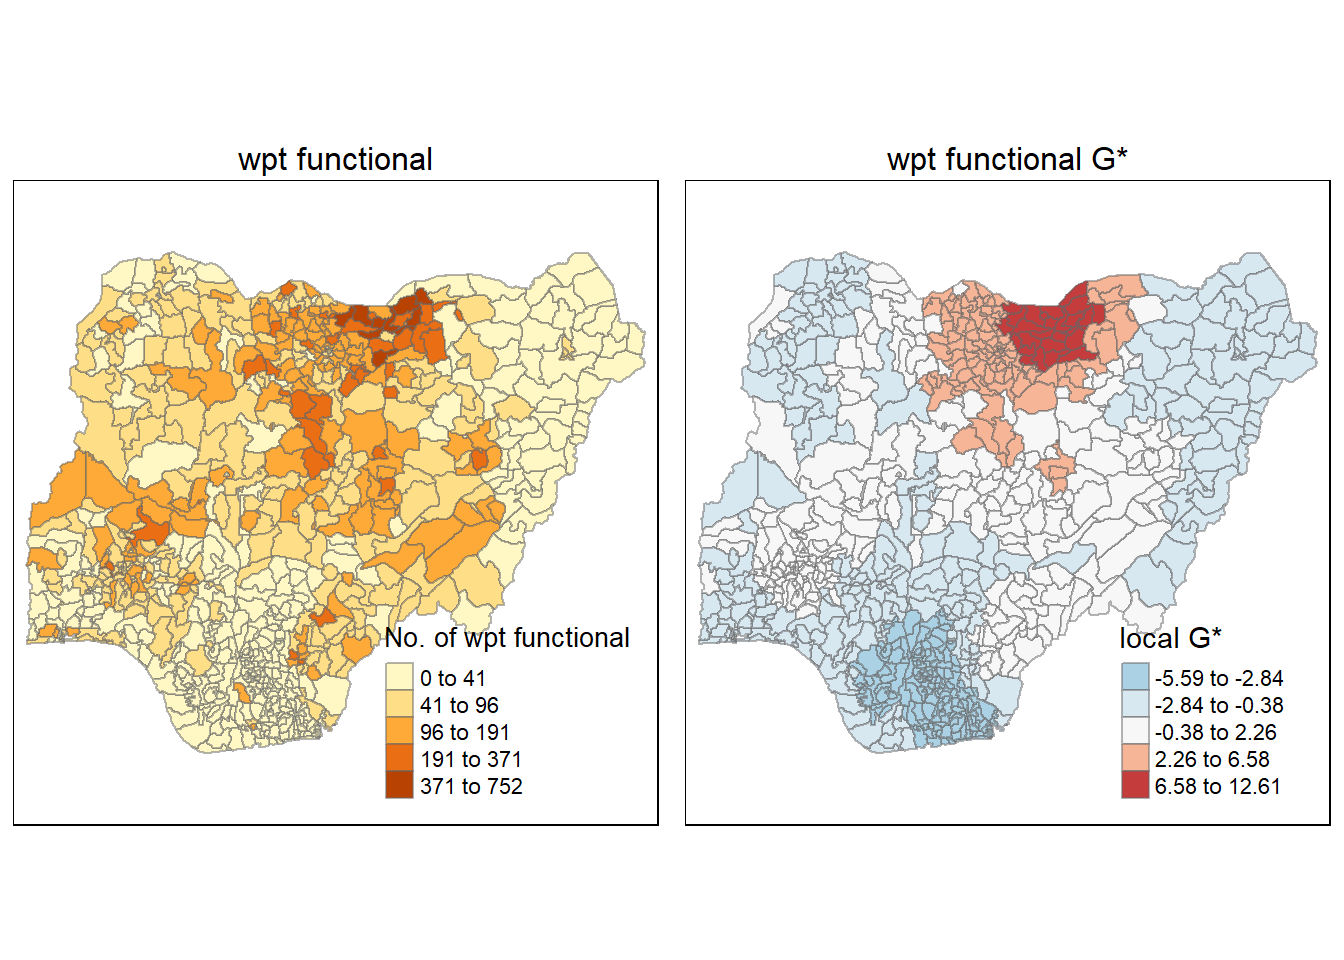 wpt functional
No. of wpt functional
0 to 41
41 to 96
96 to 191
191 to 371
371 to 752
wpt functional G*
local G*
-5.59 to -2.84
-2.84 to -0.38
-0.38 to 2.26
2.26 to 6.58
6.58 to 12.61